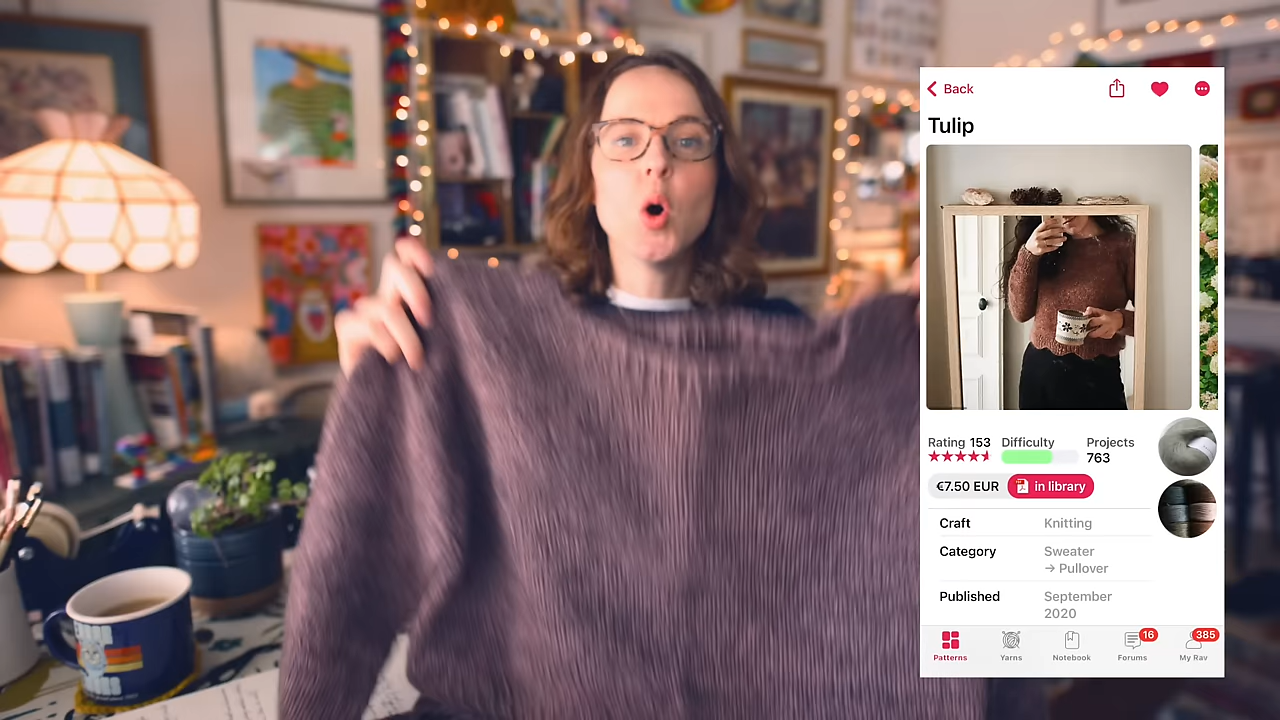 Back
Tulip
Rating 153
Difficulty
Projects
763
€7.50 EUR
in library
Craft
Knitting
Category
Sweater
→ Pullover
Published
September
2020
Patterns
Yarns
Notebook
16
Forums
385
My Rav